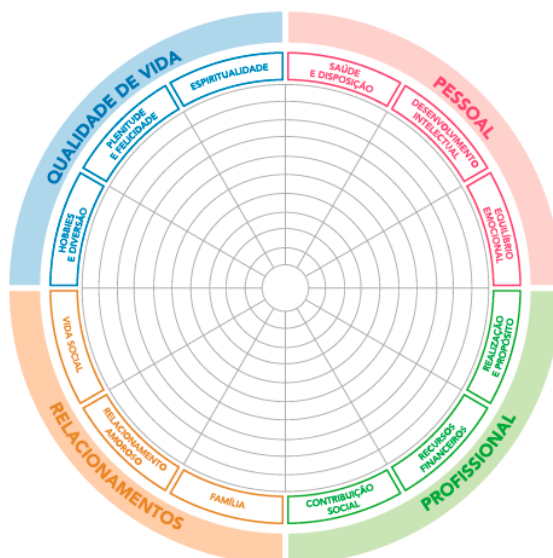 QUALIDADE DE VIDA
HOBBIES
E DIVERSÃO
PLENITUDE
E FELICIDADE
ESPIRITUALIDADE
PESSOAL
SAÚDE
E DISPOSIÇÃO
DESENVOLVIMENTO
INTELECTUAL
EQUILÍBRIO
EMOCIONAL
PROFISSIONAL
REALIZAÇÃO
E PROPÓSITO
RECURSOS
FINANCEIROS
CONTRIBUIÇÃO
SOCIAL
RELACIONAMENTOS
FAMÍLIA
RELACIONAMENTO
AMOROSO
VIDA SOCIAL